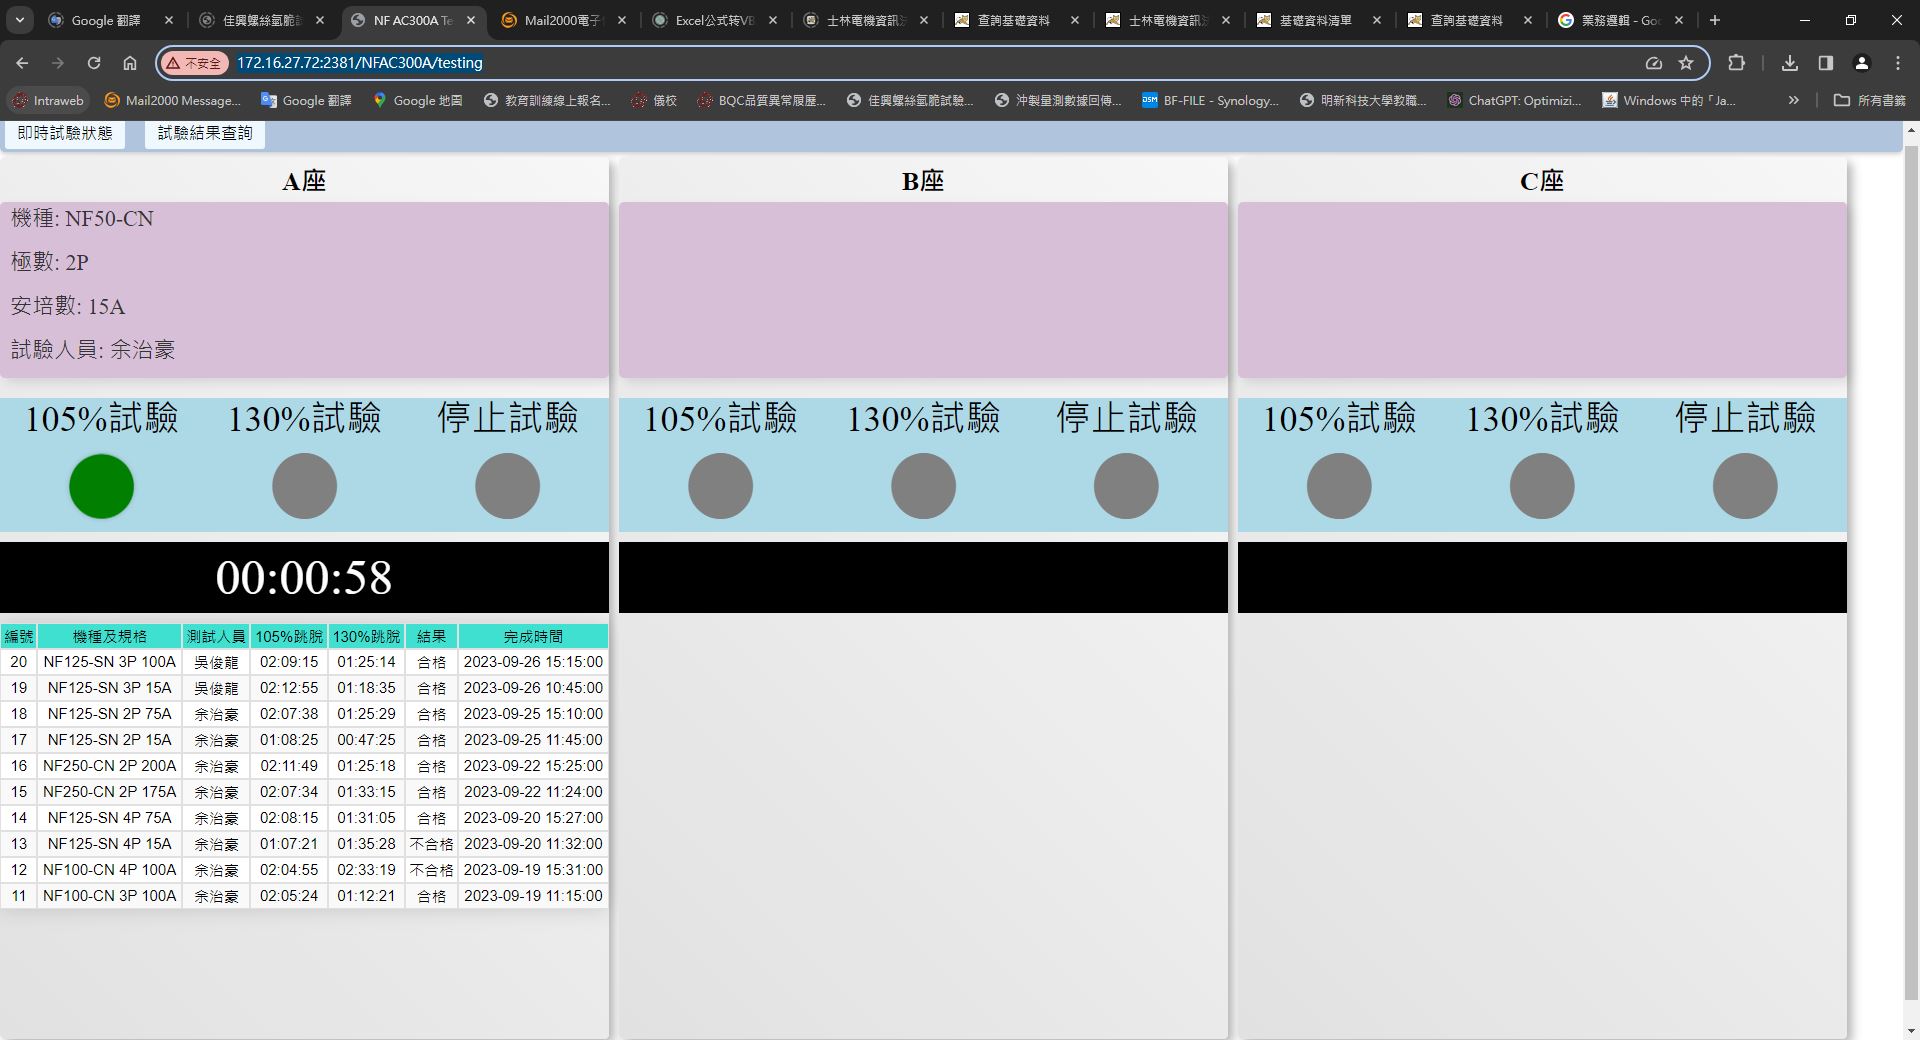 Google 翻譯
佳興螺絲氫脆試
NF AC300A Te
Mail2000電子
Excel公式转VB
士林電機資訊
查詢基礎資料
士林電機資訊
基礎資料清單
查詢基礎資料
業務邏輯 - Goo
不安全
172.16.27.72:2381/NFAC300A/testing
Intraweb
Mail2000 Message...
Google 翻譯
Google 地圖
教育訓練線上報名...
儀校
BQC品質異常履歷...
佳興螺絲氫脆試驗...
沖製量測數據回傳...
BF-FILE - Synology...
明新科技大學教職...
ChatGPT: Optimizi...
Windows 中的「Ja...
所有書籤
即時試驗狀態
試驗結果查詢
A座
機種: NF50-CN
極數: 2P
安培數: 15A
試驗人員: 余治豪
105%試驗 130%試驗 停止試驗
00:00:58
編號 機種及規格 測試人員 105%跳脫 130%跳脫 結果 完成時間
20 NF125-SN 3P 100A 吳俊龍 02:09:15 01:25:14 合格 2023-09-26 15:15:00
19 NF125-SN 3P 15A 吳俊龍 02:12:55 01:18:35 合格 2023-09-26 10:45:00
18 NF125-SN 2P 75A 余治豪 02:07:38 01:25:29 合格 2023-09-25 15:10:00
17 NF125-SN 2P 15A 余治豪 01:08:25 00:47:25 合格 2023-09-25 11:45:00
16 NF250-CN 2P 200A 余治豪 02:11:49 01:25:18 合格 2023-09-22 15:25:00
15 NF250-CN 2P 175A 余治豪 02:07:34 01:33:15 合格 2023-09-22 11:24:00
14 NF125-SN 4P 75A 余治豪 02:08:15 01:31:05 合格 2023-09-20 15:27:00
13 NF125-SN 4P 15A 余治豪 01:07:21 01:35:28 不合格 2023-09-20 11:32:00
12 NF100-CN 4P 100A 余治豪 02:04:55 02:33:19 不合格 2023-09-19 15:31:00
11 NF100-CN 3P 100A 余治豪 02:05:24 01:12:21 合格 2023-09-19 11:15:00
B座
105%試驗 130%試驗 停止試驗
C座
105%試驗 130%試驗 停止試驗